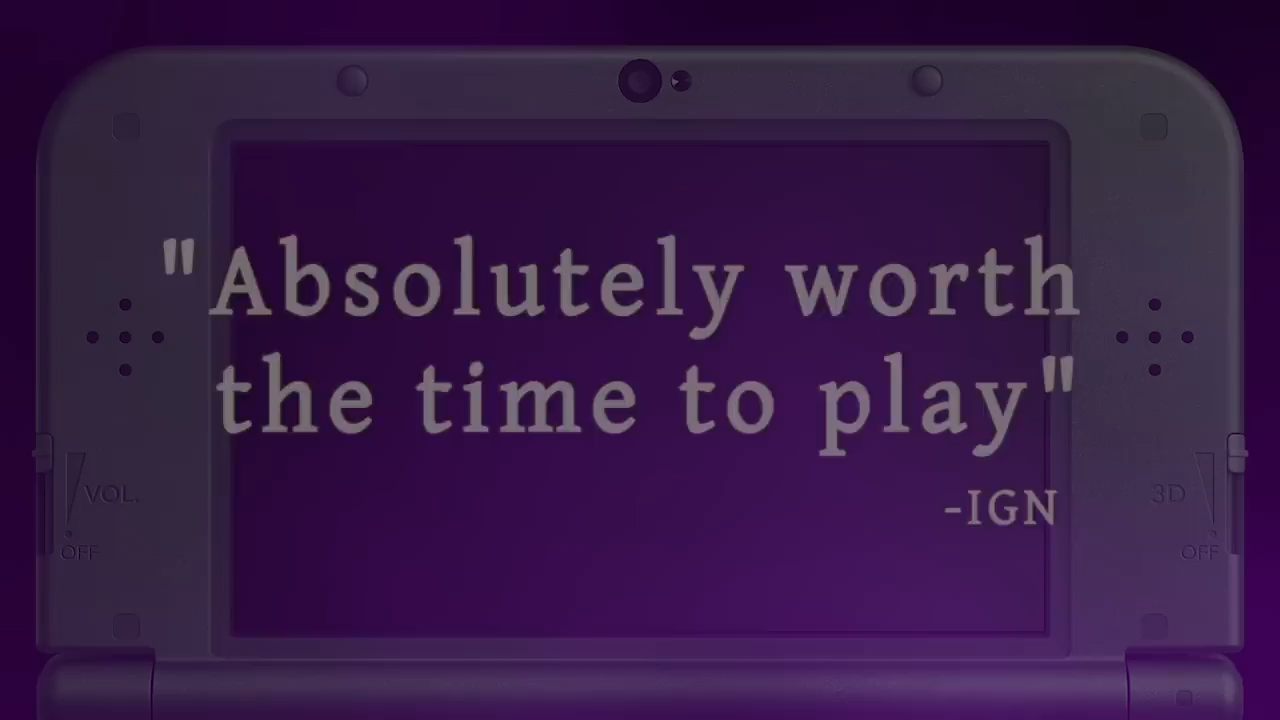 "Absolutely worth
the time to play"
-IGN
VOL.
OFF
3D
OFF